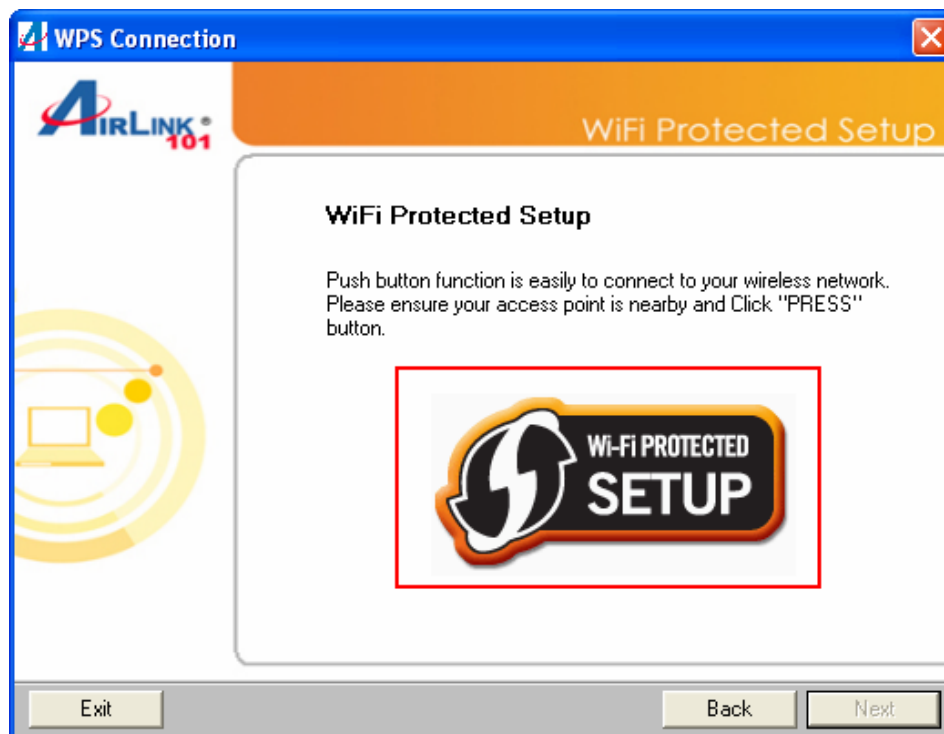 WPS Connection
AIRLINK®
101
WiFi Protected Setup
WiFi Protected Setup
Push button function is easily to connect to your wireless network.
Please ensure your access point is nearby and Click "PRESS"
button.
Wi-Fi PROTECTED
SETUP
Exit
Back
Next